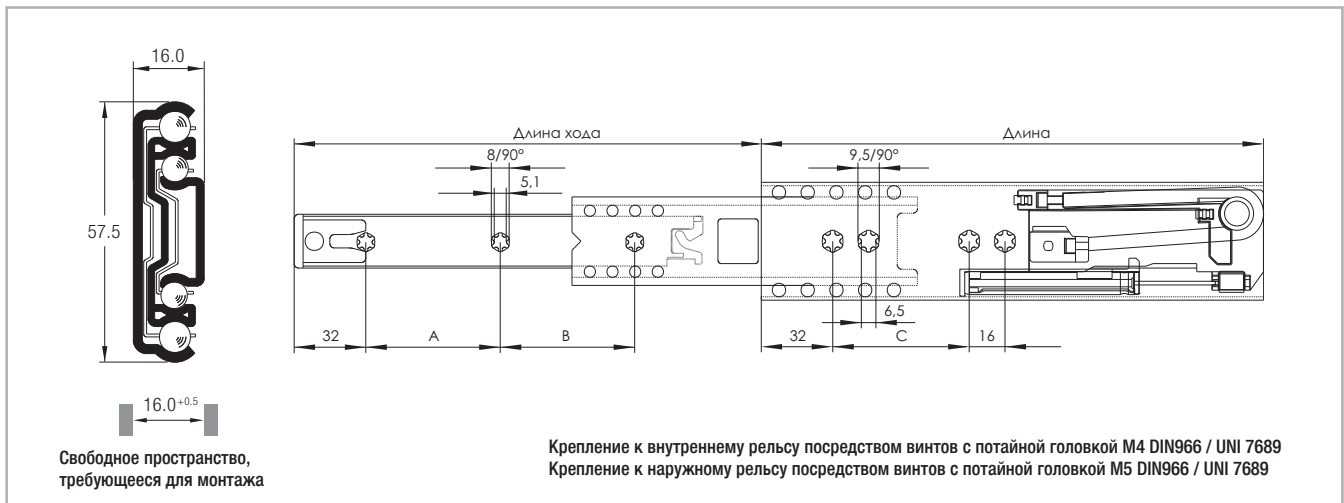 16.0
57.5
16.0+0.5
Свободное пространство,
требующееся для монтажа
Длина хода
Длина
8/90°
5,1
9,5/90°
6,5
32
A
B
32
C
16
Крепление к внутреннему рельсу посредством винтов с потайной головкой M4 DIN966 / UNI 7689
Крепление к наружному рельсу посредством винтов с потайной головкой M5 DIN966 / UNI 7689